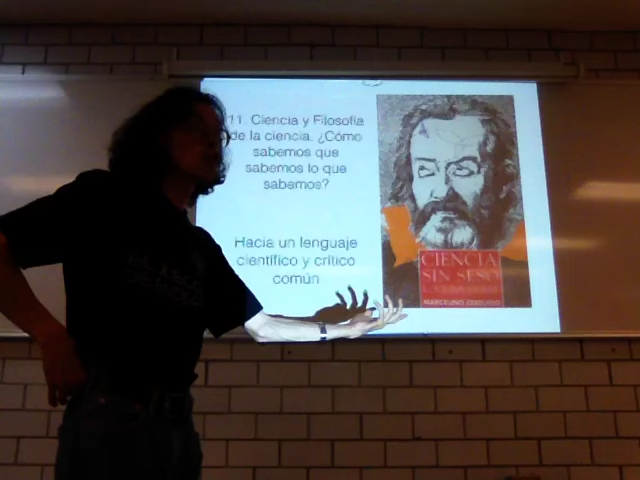 11. Ciencia y Filosofía
de la ciencia. ¿Cómo
sabemos que
sabemos lo que
sabemos?
Hacia un lenguaje
científico y crítico
común
CIENCIA
SIN SESO
MARCELINO CEREIJIDO